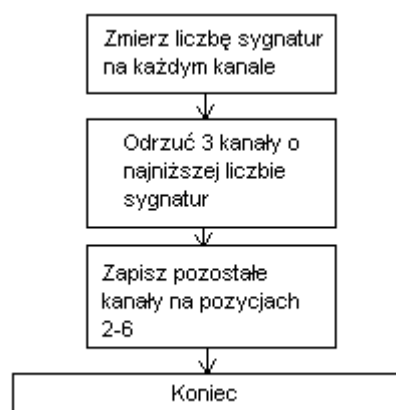 Zmierz liczbę sygnatur
na każdym kanale
Odrzuć 3 kanały o
najniższej liczbie
sygnatur
Zapisz pozostałe
kanały na pozycjach
2-6
Koniec